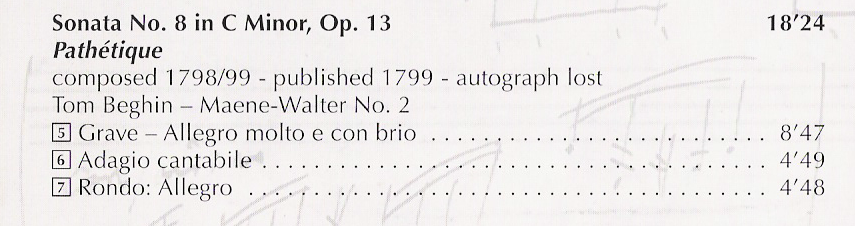 Sonata No. 8 in C Minor, Op. 13 18’24
Pathétique
composed 1798/99 - published 1799 - autograph lost
Tom Beghin – Maene-Walter No. 2
5 Grave – Allegro molto e con brio ........................ 8’47
6 Adagio cantabile .................................... 4’49
7 Rondo: Allegro ..................................... 4’48